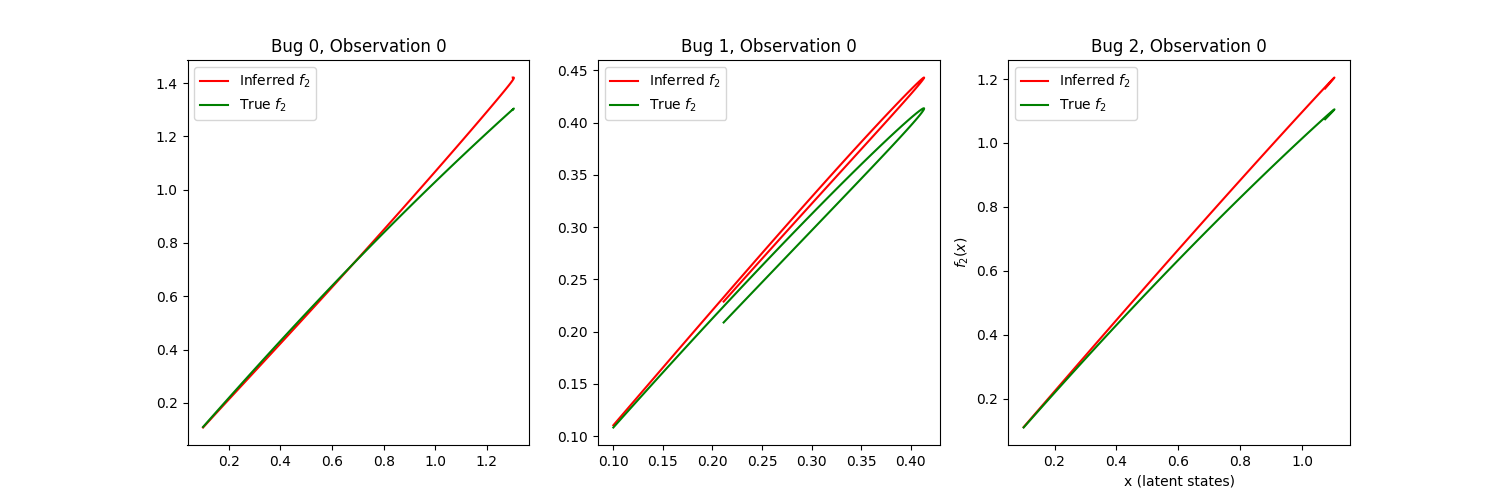 Bug 0, Observation 0
Inferred f₂
True f₂
1.4
1.2
1.0
0.8
0.6
0.4
0.2
0.2 0.4 0.6 0.8 1.0 1.2
Bug 1, Observation 0
Inferred f₂
True f₂
0.45
0.40
0.35
0.30
0.25
0.20
0.15
0.10
0.10 0.15 0.20 0.25 0.30 0.35 0.40
Bug 2, Observation 0
Inferred f₂
True f₂
f₂(x)
1.2
1.0
0.8
0.6
0.4
0.2
0.2 0.4 0.6 0.8 1.0
x (latent states)